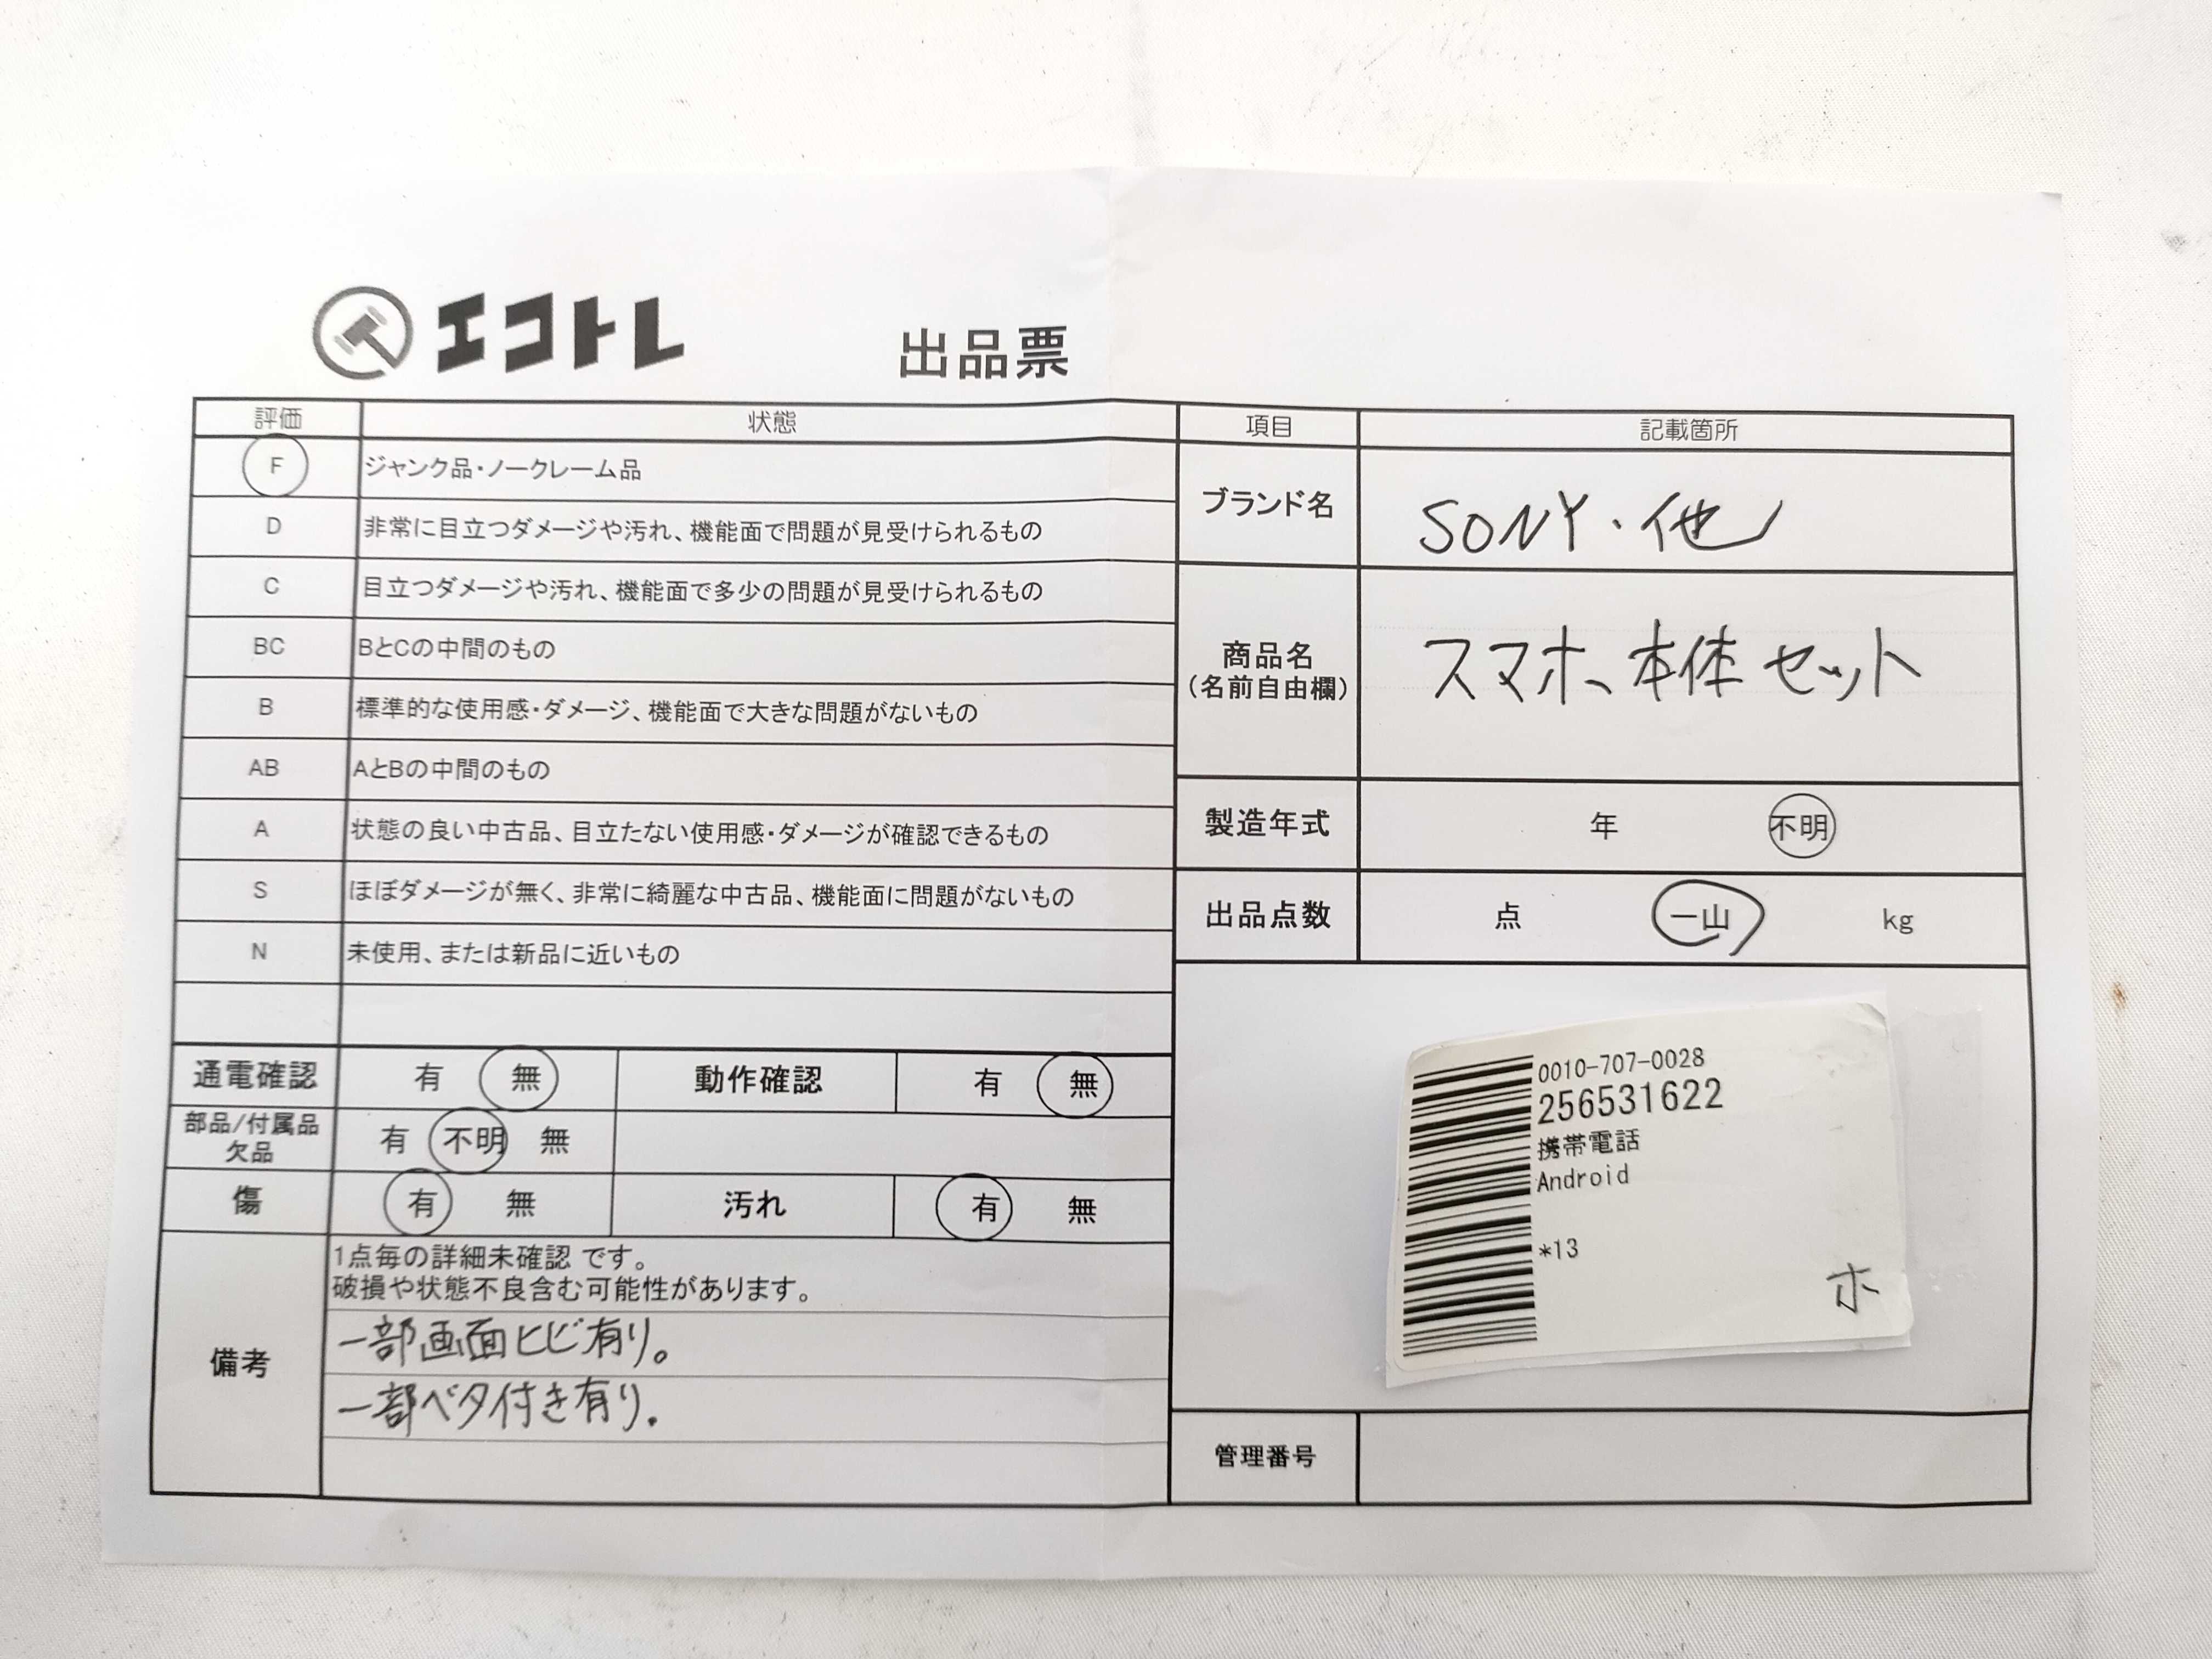 エコトレ
出品票
評価 状態
F ジャンク品・ノークレーム品
D 非常に目立つダメージや汚れ、機能面で問題が見受けられるもの
C 目立つダメージや汚れ、機能面で多少の問題が見受けられるもの
BC BとCの中間のもの
B 標準的な使用感・ダメージ、機能面で大きな問題がないもの
AB AとBの中間のもの
A 状態の良い中古品、目立たない使用感・ダメージが確認できるもの
S ほぼダメージが無く、非常に綺麗な中古品、機能面に問題がないもの
N 未使用、または新品に近いもの
通電確認 有 無 動作確認 有 無
部品/付属品
欠品
有 不明 無
傷 有 無 汚れ 有 無
備考
1点毎の詳細未確認 です。
破損や状態不良含む可能性があります。
一部画面ヒビ有り。
一部ベタ付き有り.
項目 記載箇所
ブランド名 SONY・他
商品名
(名前自由欄)
スマホ、本体セット
製造年式 年 不明
出品点数 点 一山 kg
0010-707-0028
256531622
携帯電話
Android
*13
ホ
管理番号